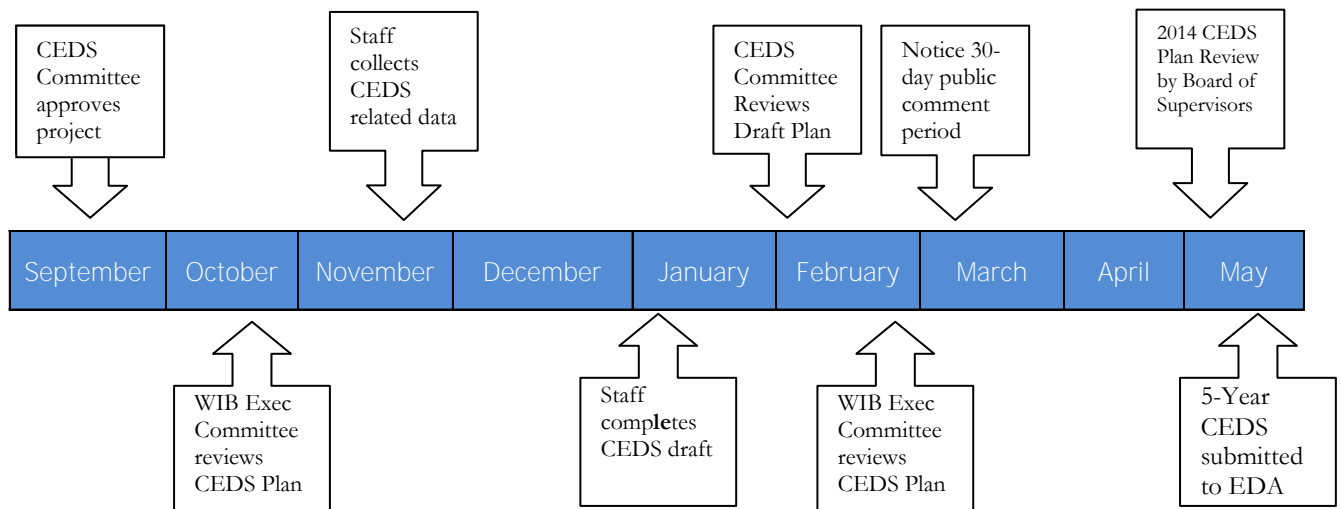 CEDS
Committee
approves
project
Staff
collects
CEDS
related data
CEDS
Committee
Reviews
Draft Plan
Notice 30-
day public
comment
period
2014 CEDS
Plan Review
by Board of
Supervisors
September
October
November
December
January
February
March
April
May
WIB Exec
Committee
reviews
CEDS Plan
Staff
completes
CEDS draft
WIB Exec
Committee
reviews
CEDS Plan
5-Year
CEDS
submitted
to EDA